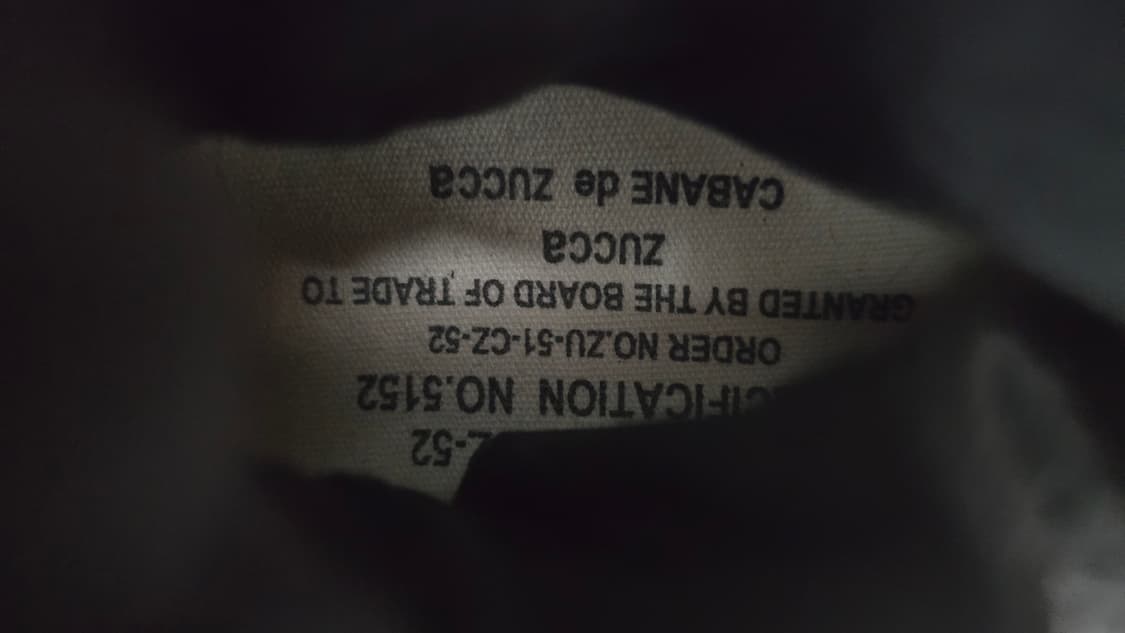 Z-52
CIFICATION NO.5152
ORDER NO.ZU-51-CZ-52
GRANTED BY THE BOARD OF TRADE TO
ZUCCa
CABANE de ZUCCa